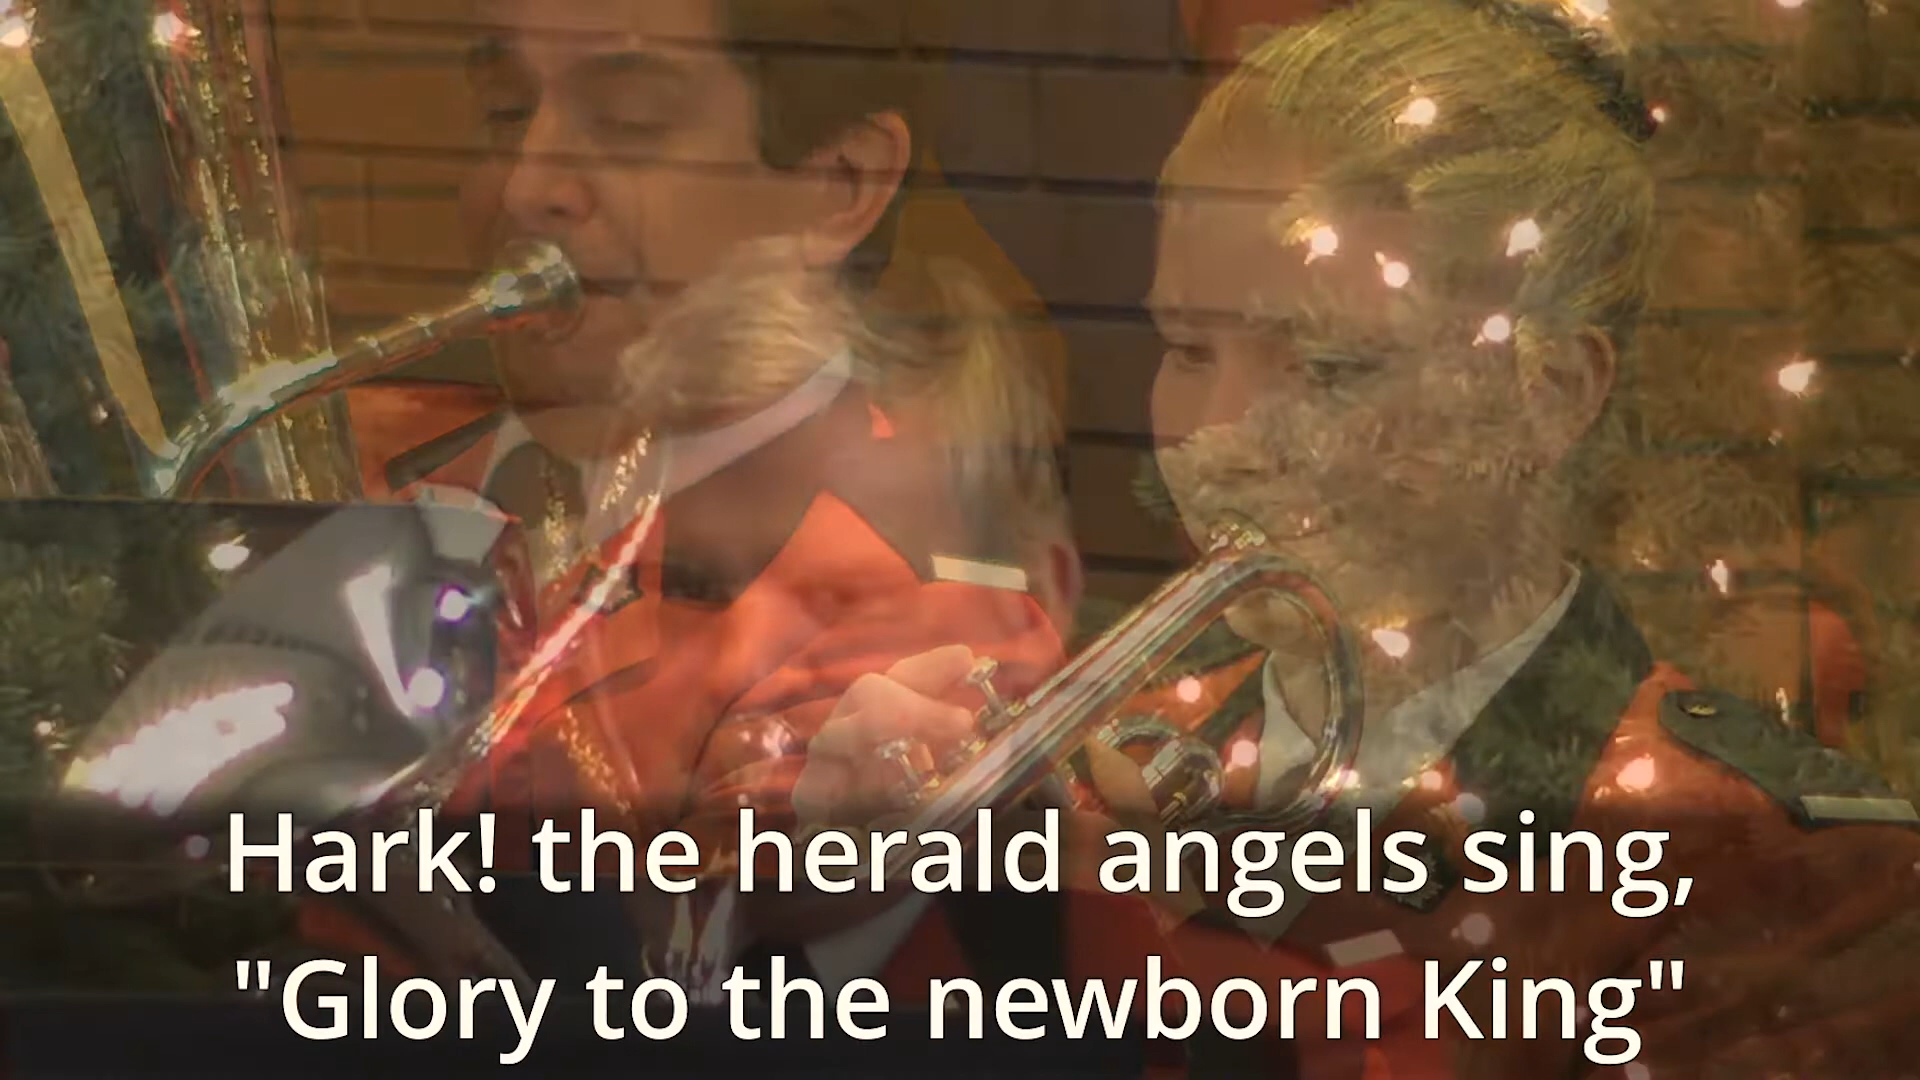 Hark! the herald angels sing,
"Glory to the newborn King"